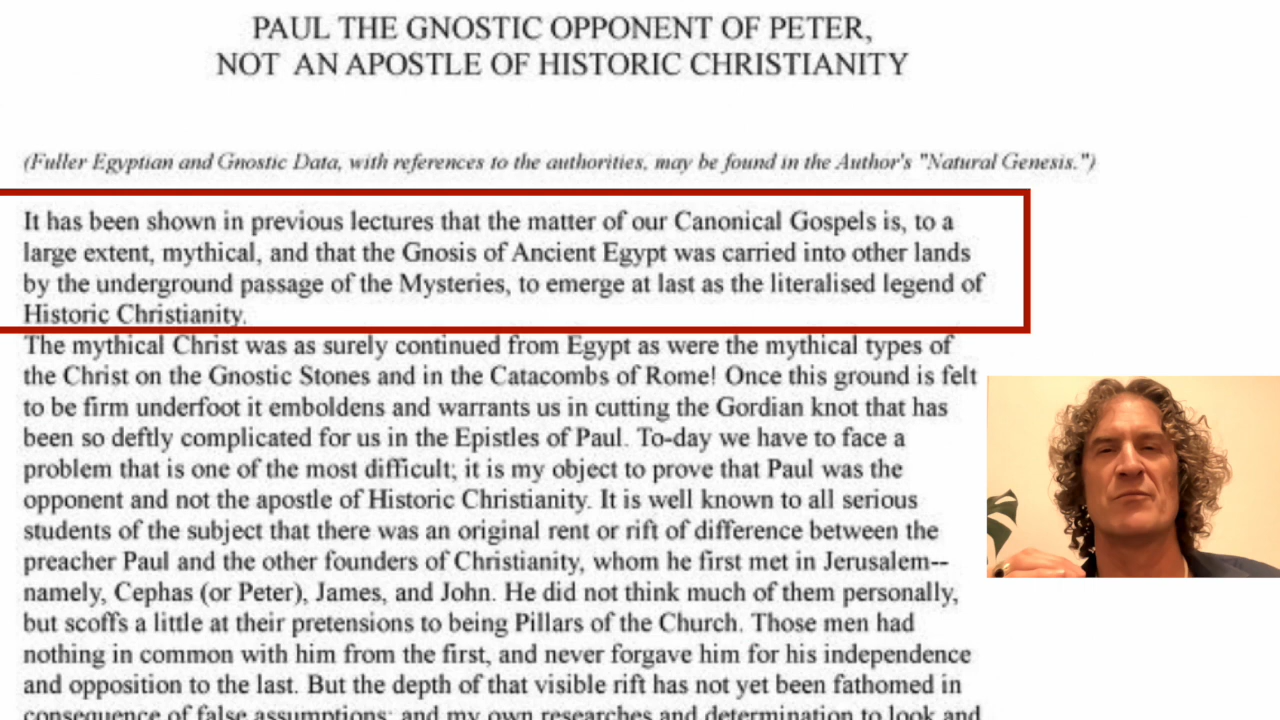 PAUL THE GNOSTIC OPPONENT OF PETER,
NOT AN APOSTLE OF HISTORIC CHRISTIANITY
(Fuller Egyptian and Gnostic Data, with references to the authorities, may be found in the Author's "Natural Genesis.")
It has been shown in previous lectures that the matter of our Canonical Gospels is, to a
large extent, mythical, and that the Gnosis of Ancient Egypt was carried into other lands
by the underground passage of the Mysteries, to emerge at last as the literalised legend of
Historic Christianity.
The mythical Christ was as surely continued from Egypt as were the mythical types of
the Christ on the Gnostic Stones and in the Catacombs of Rome! Once this ground is felt
to be firm underfoot it emboldens and warrants us in cutting the Gordian knot that has
been so deftly complicated for us in the Epistles of Paul. To-day we have to face a
problem that is one of the most difficult; it is my object to prove that Paul was the
opponent and not the apostle of Historic Christianity. It is well known to all serious
students of the subject that there was an original rent or rift of difference between the
preacher Paul and the other founders of Christianity, whom he first met in Jerusalem--
namely, Cephas (or Peter), James, and John. He did not think much of them personally,
but scoffs a little at their pretensions to being Pillars of the Church. Those men had
nothing in common with him from the first, and never forgave him for his independence
and opposition to the last. But the depth of that visible rift has not yet been fathomed in
consequence of false assumptions; and my own researches and determination to look and